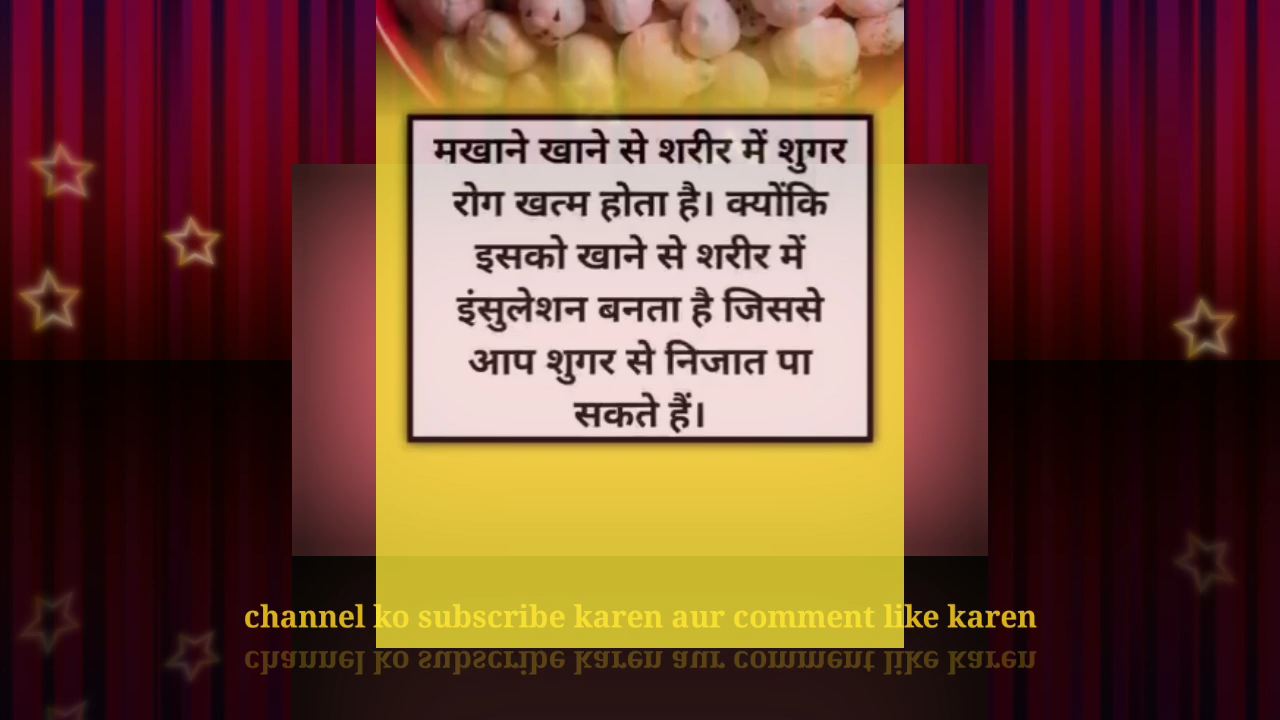 मखाने खाने से शरीर में शुगर
रोग खत्म होता है। क्योंकि
इसको खाने से शरीर में
इंसुलेशन बनता है जिससे
आप शुगर से निजात पा
सकते हैं।
channel ko subscribe karen aur comment like karen